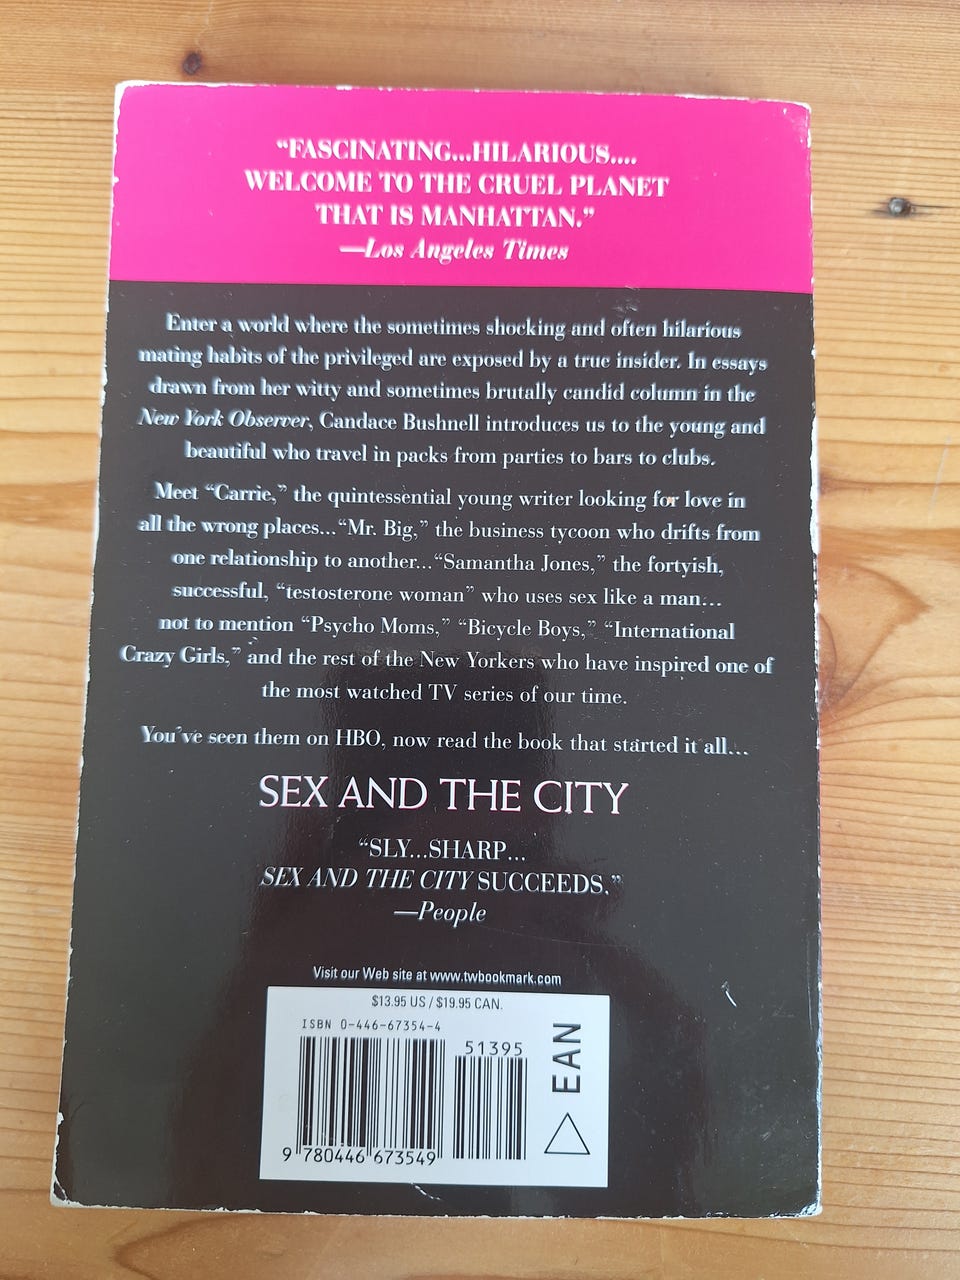 “FASCINATING...HILARIOUS....
WELCOME TO THE CRUEL PLANET
THAT IS MANHATTAN.”
—Los Angeles Times
Enter a world where the sometimes shocking and often hilarious
mating habits of the privileged are exposed by a true insider. In essays
drawn from her witty and sometimes brutally candid column in the
New York Observer, Candace Bushnell introduces us to the young and
beautiful who travel in packs from parties to bars to clubs.
Meet “Carrie,” the quintessential young writer looking for love in
all the wrong places...“Mr. Big,” the business tycoon who drifts from
one relationship to another...“Samantha Jones,” the fortyish,
successful, “testosterone woman” who uses sex like a man...
not to mention “Psycho Moms,” “Bicycle Boys,” “International
Crazy Girls,” and the rest of the New Yorkers who have inspired one of
the most watched TV series of our time.
You’ve seen them on HBO, now read the book that started it all...
SEX AND THE CITY
“SLY...SHARP...
SEX AND THE CITY SUCCEEDS.”
—People
Visit our Web site at www.twbookmark.com
$13.95 US / $19.95 CAN.
ISBN 0-446-67354-4
51395
EAN
9 780446 673549